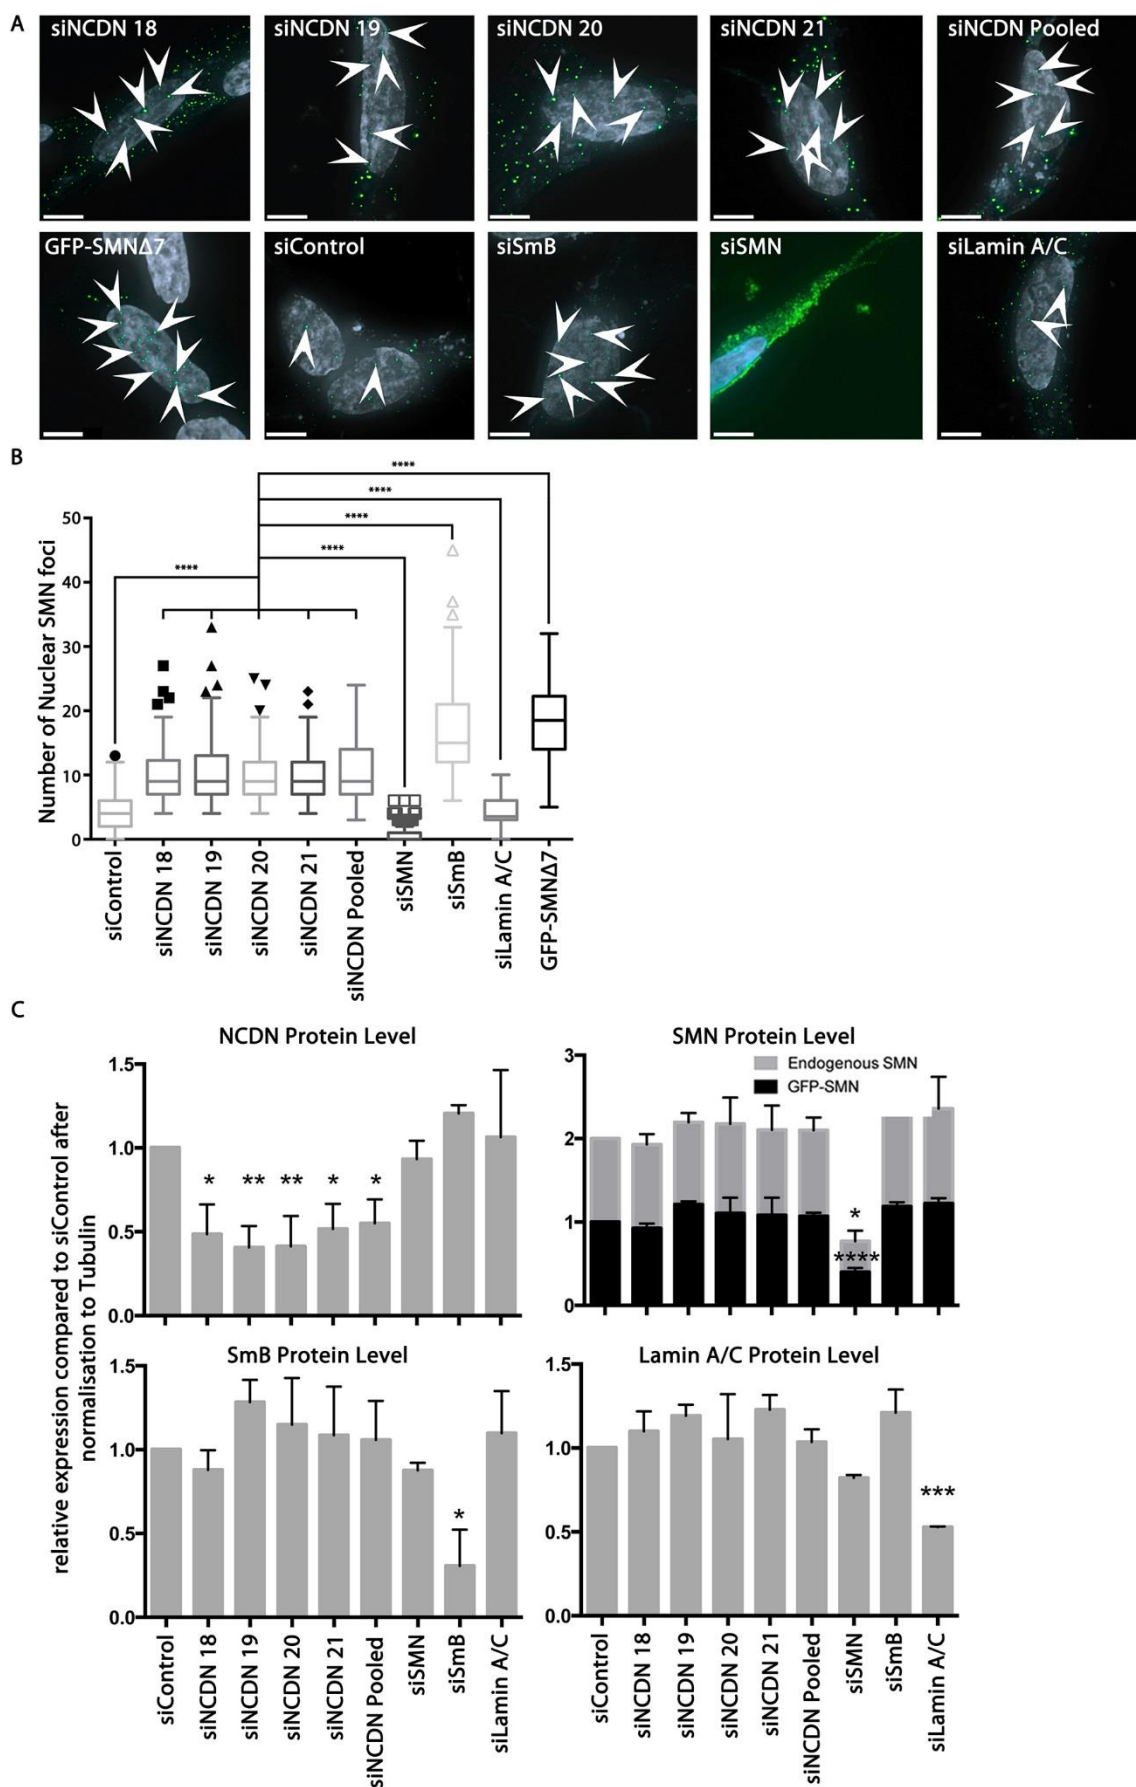 A
siNCDN 18
siNCDN 19
siNCDN 20
siNCDN 21
siNCDN Pooled
GFP-SMNΔ7
siControl
siSmB
siSMN
siLamin A/C
B
Number of Nuclear SMN foci
50
40
30
20
10
0
****
****
****
****
****
siControl
siNCDN 18
siNCDN 19
siNCDN 20
siNCDN 21
siNCDN Pooled
siSMN
siSmB
siLamin A/C
GFP-SMNΔ7
C
relative expression compared to siControl after
normalisation to Tubulin
NCDN Protein Level
1.5
1.0
0.5
0.0
*
**
**
*
*
SMN Protein Level
Endogenous SMN
GFP-SMN
3
2
1
0
*
****
SmB Protein Level
1.5
1.0
0.5
0.0
*
siControl
siNCDN 18
siNCDN 19
siNCDN 20
siNCDN 21
siNCDN Pooled
siSMN
siSmB
siLamin A/C
Lamin A/C Protein Level
1.5
1.0
0.5
0.0
***
siControl
siNCDN 18
siNCDN 19
siNCDN 20
siNCDN 21
siNCDN Pooled
siSMN
siSmB
siLamin A/C